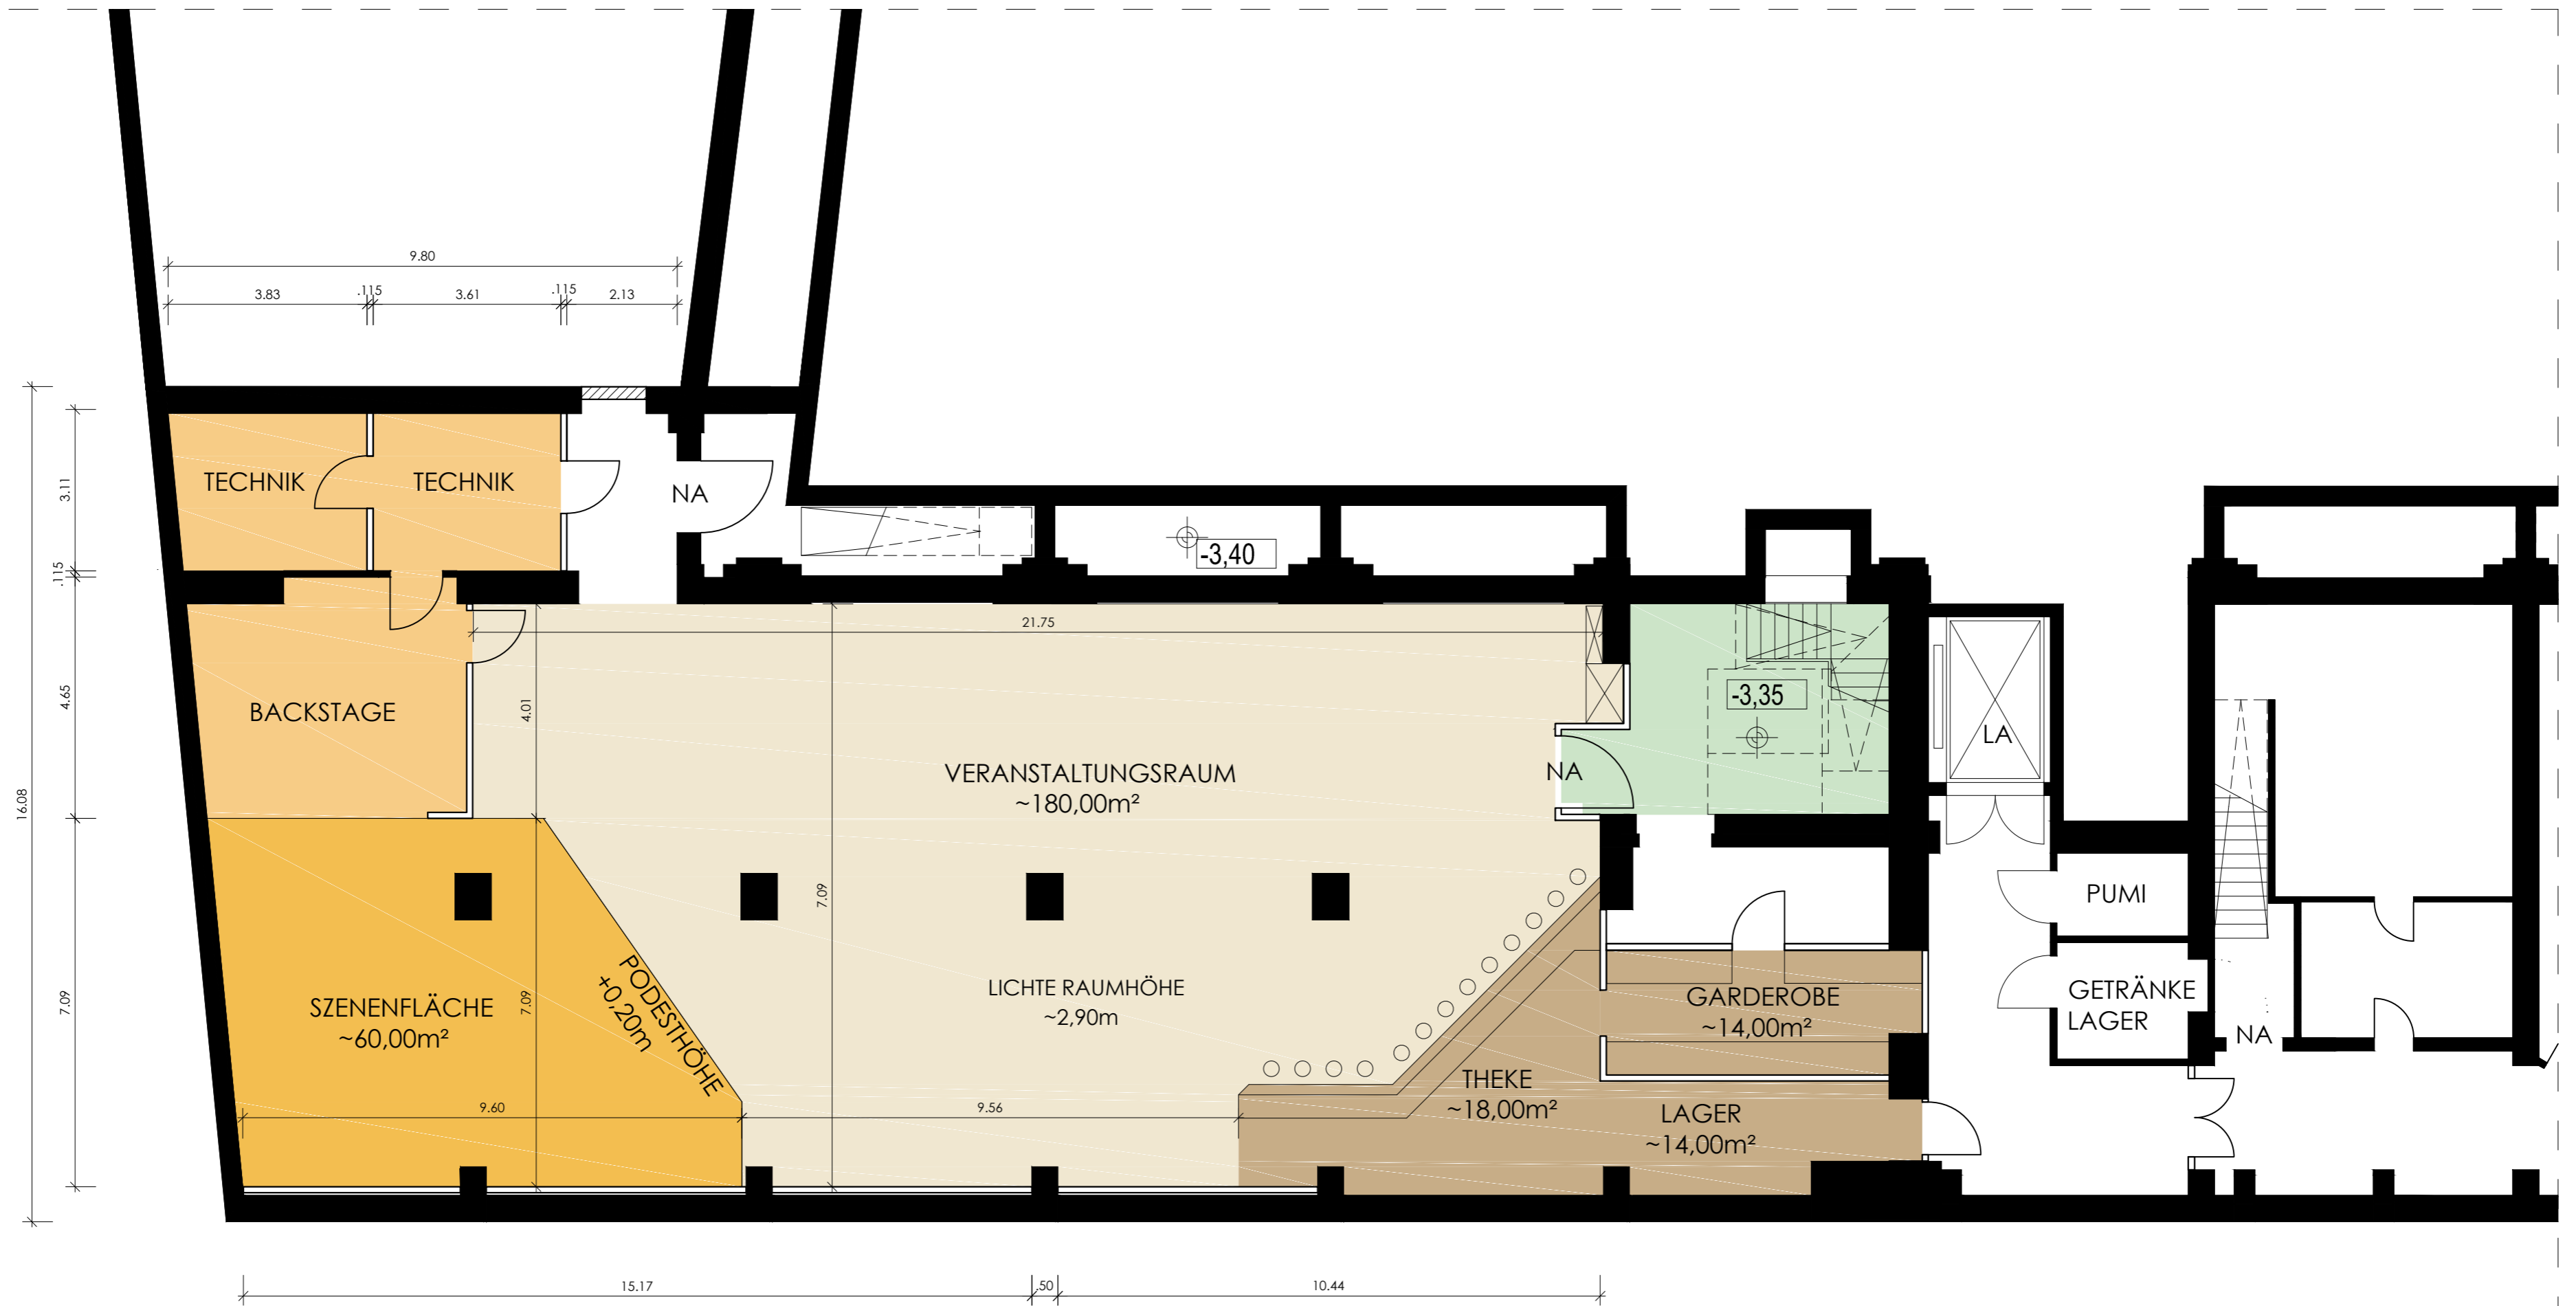 9.80
3.83
.115
3.61
.115
2.13
3.11
.115
4.65
16.08
7.09
TECHNIK
TECHNIK
NA
-3,40
21.75
4.01
BACKSTAGE
-3,35
LA
VERANSTALTUNGSRAUM
~180,00m²
NA
7.09
PUMI
LICHTE RAUMHÖHE
~2,90m
SZENENFLÄCHE
~60,00m²
7.09
PODESTHÖHE
+0,20m
GARDEROBE
~14,00m²
GETRÄNKE
LAGER
NA
THEKE
~18,00m²
LAGER
~14,00m²
9.60
9.56
15.17
.50
10.44